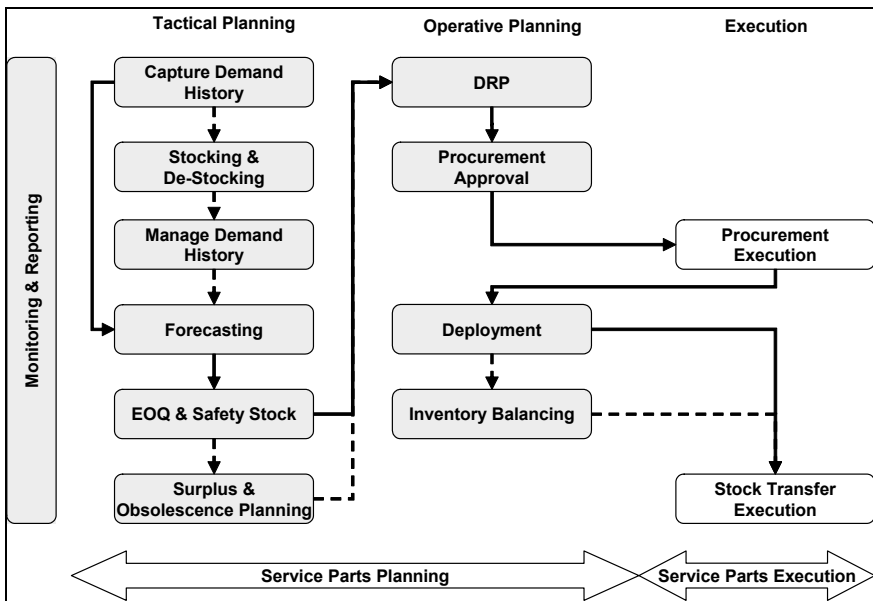 Tactical Planning
Operative Planning
Execution
Monitoring & Reporting
Capture Demand
History
Stocking &
De-Stocking
Manage Demand
History
Forecasting
EOQ & Safety Stock
Surplus &
Obsolescence Planning
DRP
Procurement
Approval
Procurement
Execution
Deployment
Inventory Balancing
Stock Transfer
Execution
Service Parts Planning
Service Parts Execution